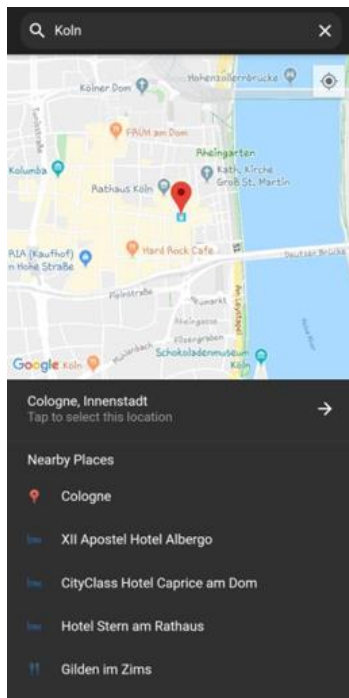 Koln
Hohenzollernbrücke
Kölner Dom
FRÜH am Dom
Rheingarten
Kolumba
Kath. Kirche
Groß St. Martin
Rathaus Köln
Hard Rock Cafe
RIA (Kaufhof)
n Hohe Straße
Deutzer Brücke
Pipinstraße
Am Leystapel
Rheingasse
Filzengraben
Schokoladenmuseum
Köln
Google
Cologne, Innenstadt
Tap to select this location
Nearby Places
Cologne
XII Apostel Hotel Albergo
CityClass Hotel Caprice am Dom
Hotel Stern am Rathaus
Gilden im Zims